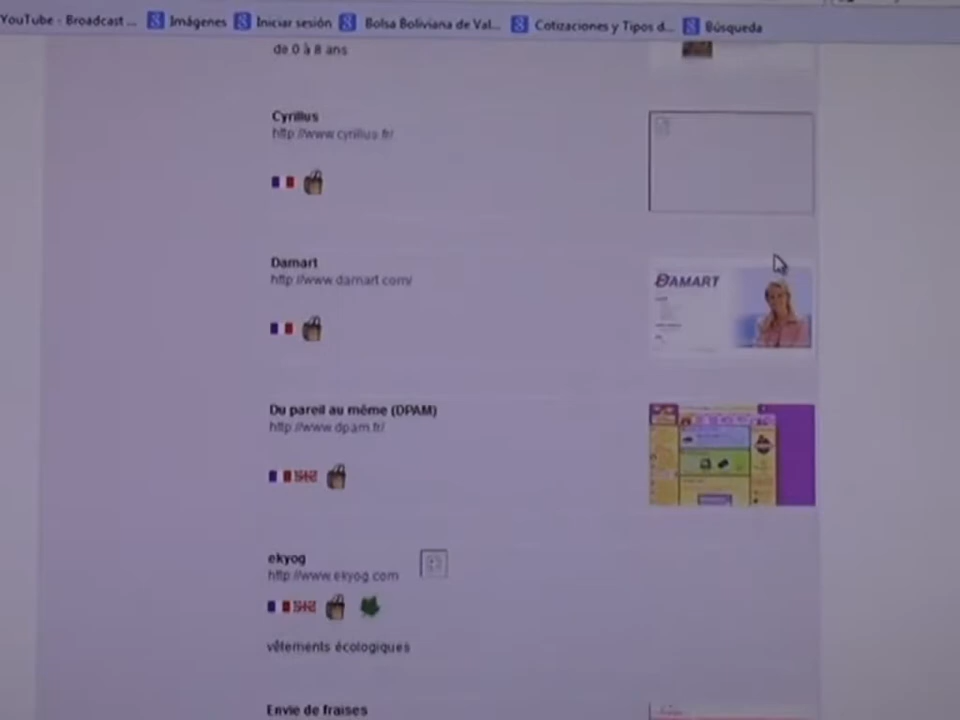 YouTube - Broadcast ... Imágenes Iniciar sesión Bolsa Boliviana de Val... Cotizaciones y Tipos d... Búsqueda
de 0 à 8 ans
Cyrillus
http://www.cyrillus.fr/
Damart
http://www.damart.com/
DAMART
Du pareil au même (DPAM)
http://www.dpam.fr/
ekyog
http://www.ekyog.com
vêtements écologiques
Envie de fraises